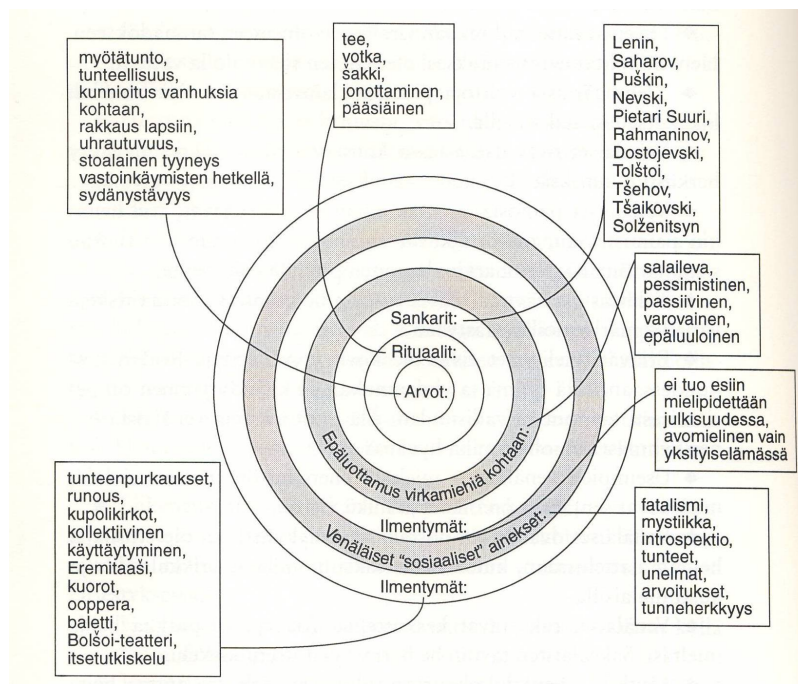 myötätunto,
tunteellisuus,
kunnioitus vanhuksia
kohtaan,
rakkaus lapsiin,
uhrautuvuus,
stoalainen tyyneys
vastoinkäymisten hetkellä,
sydänystävyys
tee,
votka,
šakki,
jonottaminen,
pääsiäinen
Lenin,
Saharov,
Puškin,
Nevski,
Pietari Suuri,
Rahmaninov,
Dostojevski,
Tolštoi,
Tšehov,
Tšaikovski,
Solženitsyn
salaileva,
pessimistinen,
passiivinen,
varovainen,
epäluuloinen
ei tuo esiin
mielipidettään
julkisuudessa,
avomielinen vain
yksityiselämässä
fatalismi,
mystiikka,
introspektio,
tunteet,
unelmat,
arvoitukset,
tunneherkkyys
tunteenpurkaukset,
runous,
kupolikirkot,
kollektiivinen
käyttäytyminen,
Eremitaaši,
kuorot,
ooppera,
baletti,
Bolšoi-teatteri,
itsetutkiskelu
Sankarit:
Rituaalit:
Arvot:
Epäluottamus virkamiehiä kohtaan:
Ilmentymät:
Venäläiset "sosiaaliset" ainekset:
Ilmentymät: